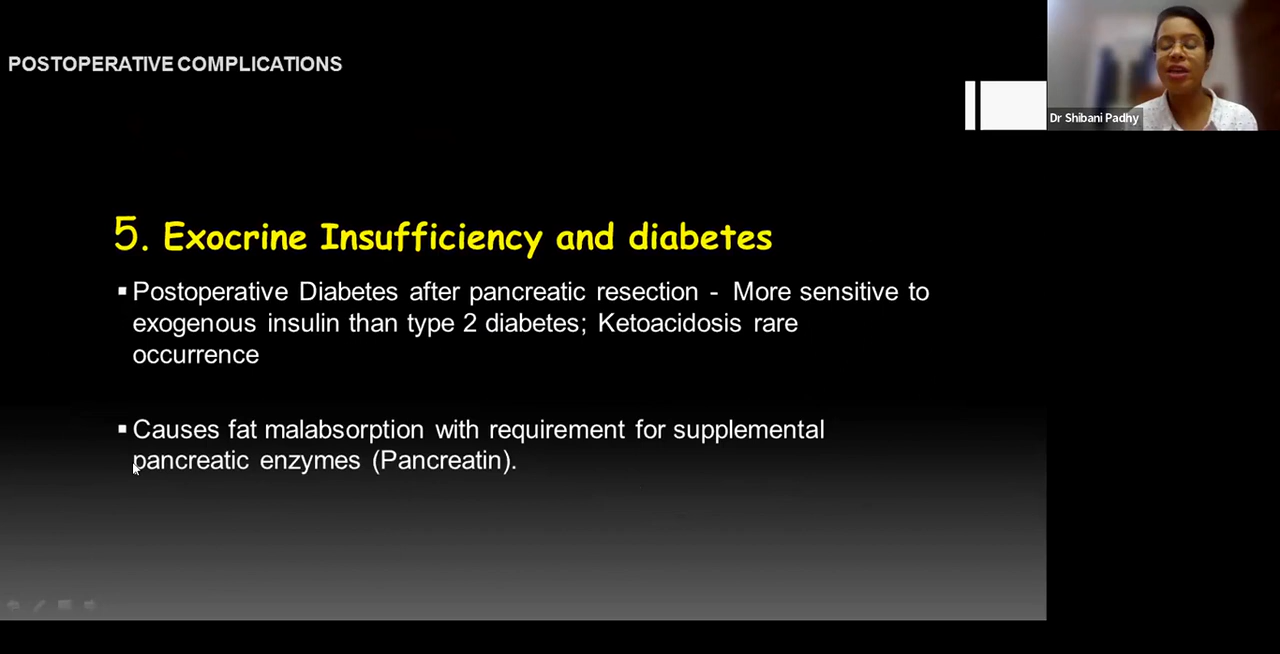 POSTOPERATIVE COMPLICATIONS
Dr Shibani Padhy
5. Exocrine Insufficiency and diabetes
▪Postoperative Diabetes after pancreatic resection - More sensitive to
exogenous insulin than type 2 diabetes; Ketoacidosis rare
occurrence
▪Causes fat malabsorption with requirement for supplemental
pancreatic enzymes (Pancreatin).